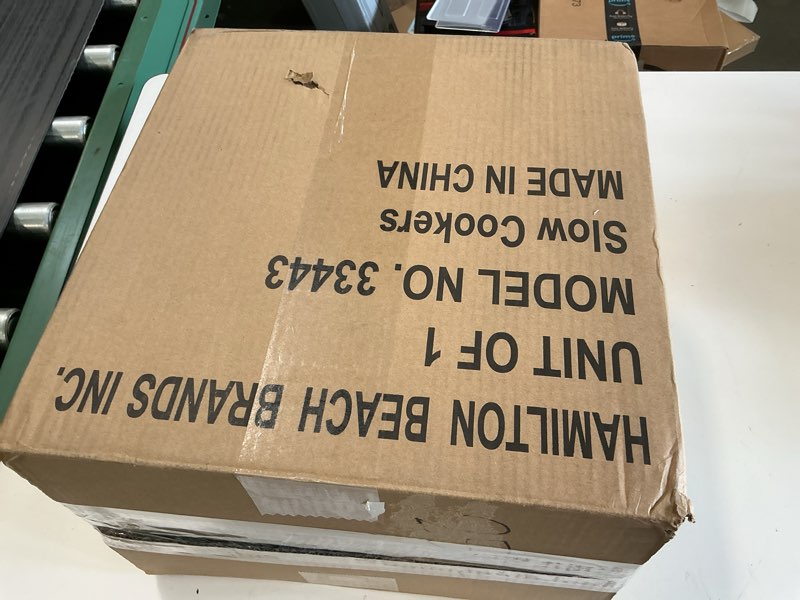 HAMILTON BEACH BRANDS INC.
UNIT OF 1
MODEL NO. 33443
Slow Cookers
MADE IN CHINA